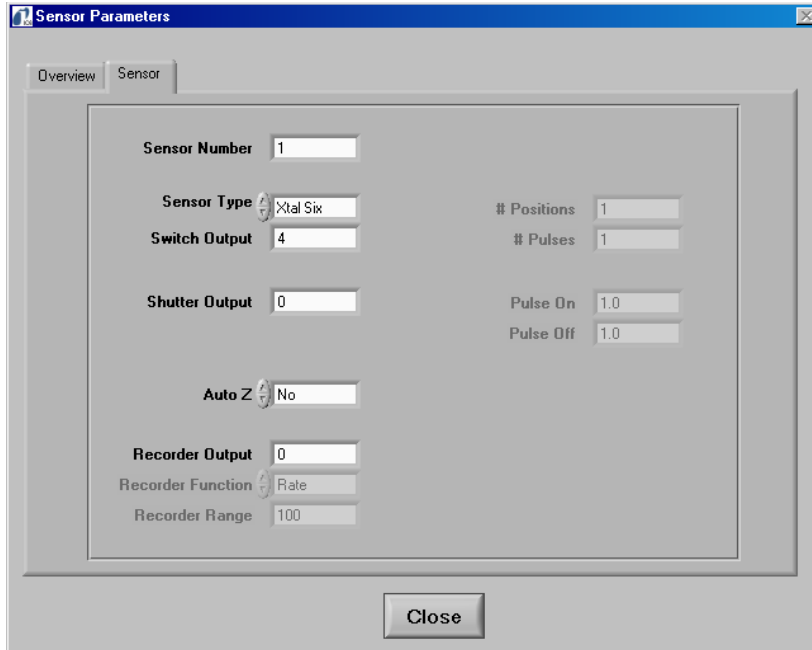 Sensor Parameters
Overview
Sensor
Sensor Number 1
Sensor Type Xtal Six
# Positions 1
Switch Output 4
# Pulses 1
Shutter Output 0
Pulse On 1.0
Pulse Off 1.0
Auto Z No
Recorder Output 0
Recorder Function Rate
Recorder Range 100
Close